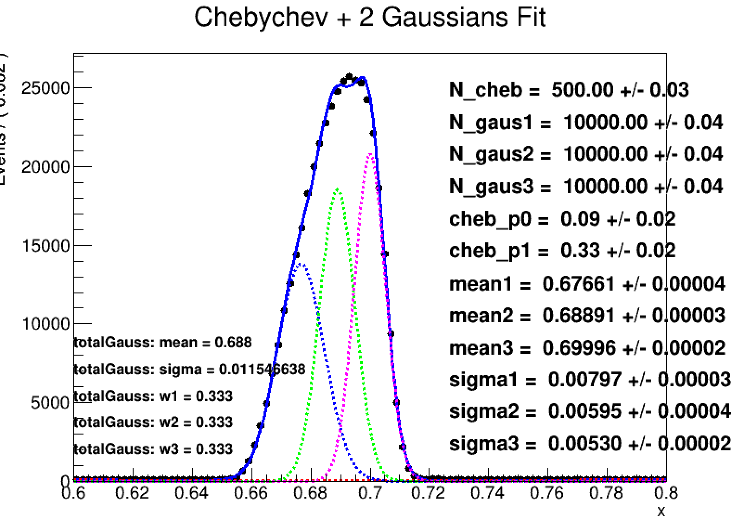 Chebychev + 2 Gaussians Fit
Events / ( 0.002 )
25000
20000
15000
10000
5000
0
N_cheb = 500.00 +/- 0.03
N_gaus1 = 10000.00 +/- 0.04
N_gaus2 = 10000.00 +/- 0.04
N_gaus3 = 10000.00 +/- 0.04
cheb_p0 = 0.09 +/- 0.02
cheb_p1 = 0.33 +/- 0.02
mean1 = 0.67661 +/- 0.00004
mean2 = 0.68891 +/- 0.00003
mean3 = 0.69996 +/- 0.00002
sigma1 = 0.00797 +/- 0.00003
sigma2 = 0.00595 +/- 0.00004
sigma3 = 0.00530 +/- 0.00002
totalGauss: mean = 0.688
totalGauss: sigma = 0.011546638
totalGauss: w1 = 0.333
totalGauss: w2 = 0.333
totalGauss: w3 = 0.333
0.6 0.62 0.64 0.66 0.68 0.7 0.72 0.74 0.76 0.78 0.8
x